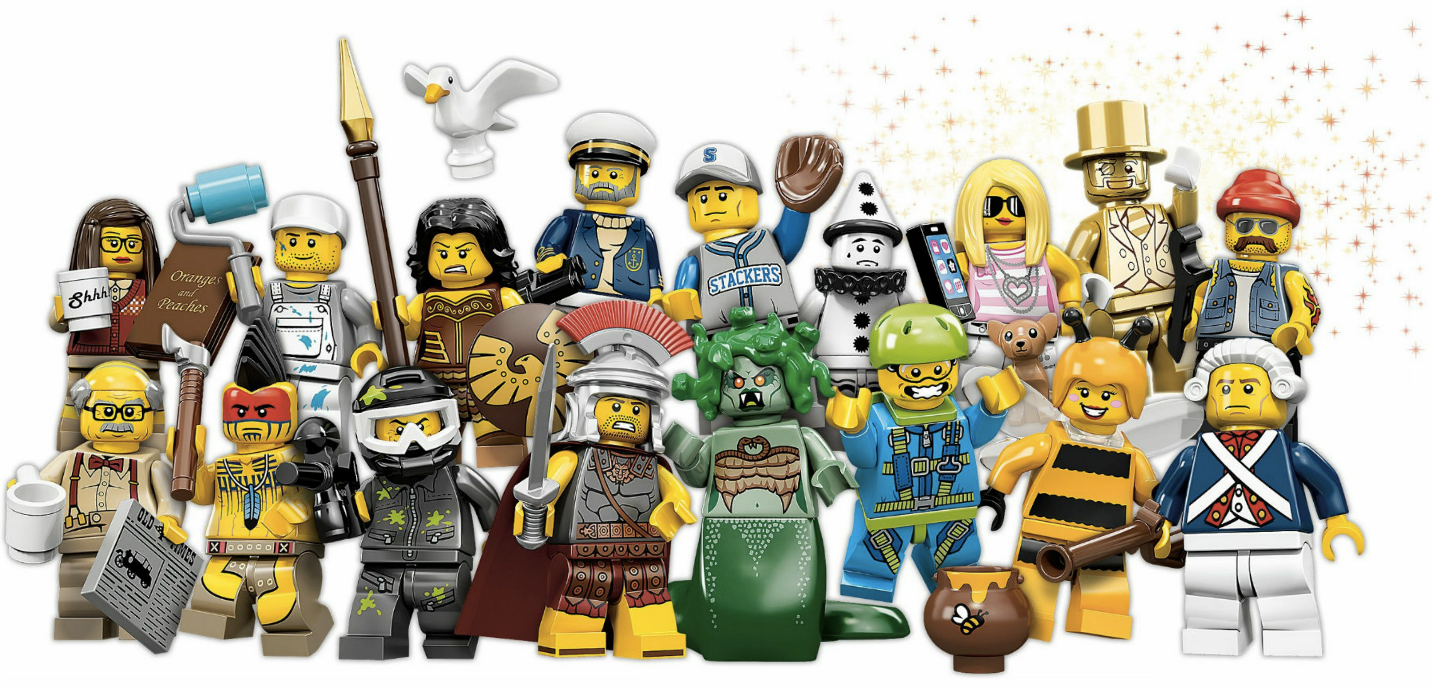 S
STACKERS
Shhh!
Oranges
and
Peaches
OLD TIMES